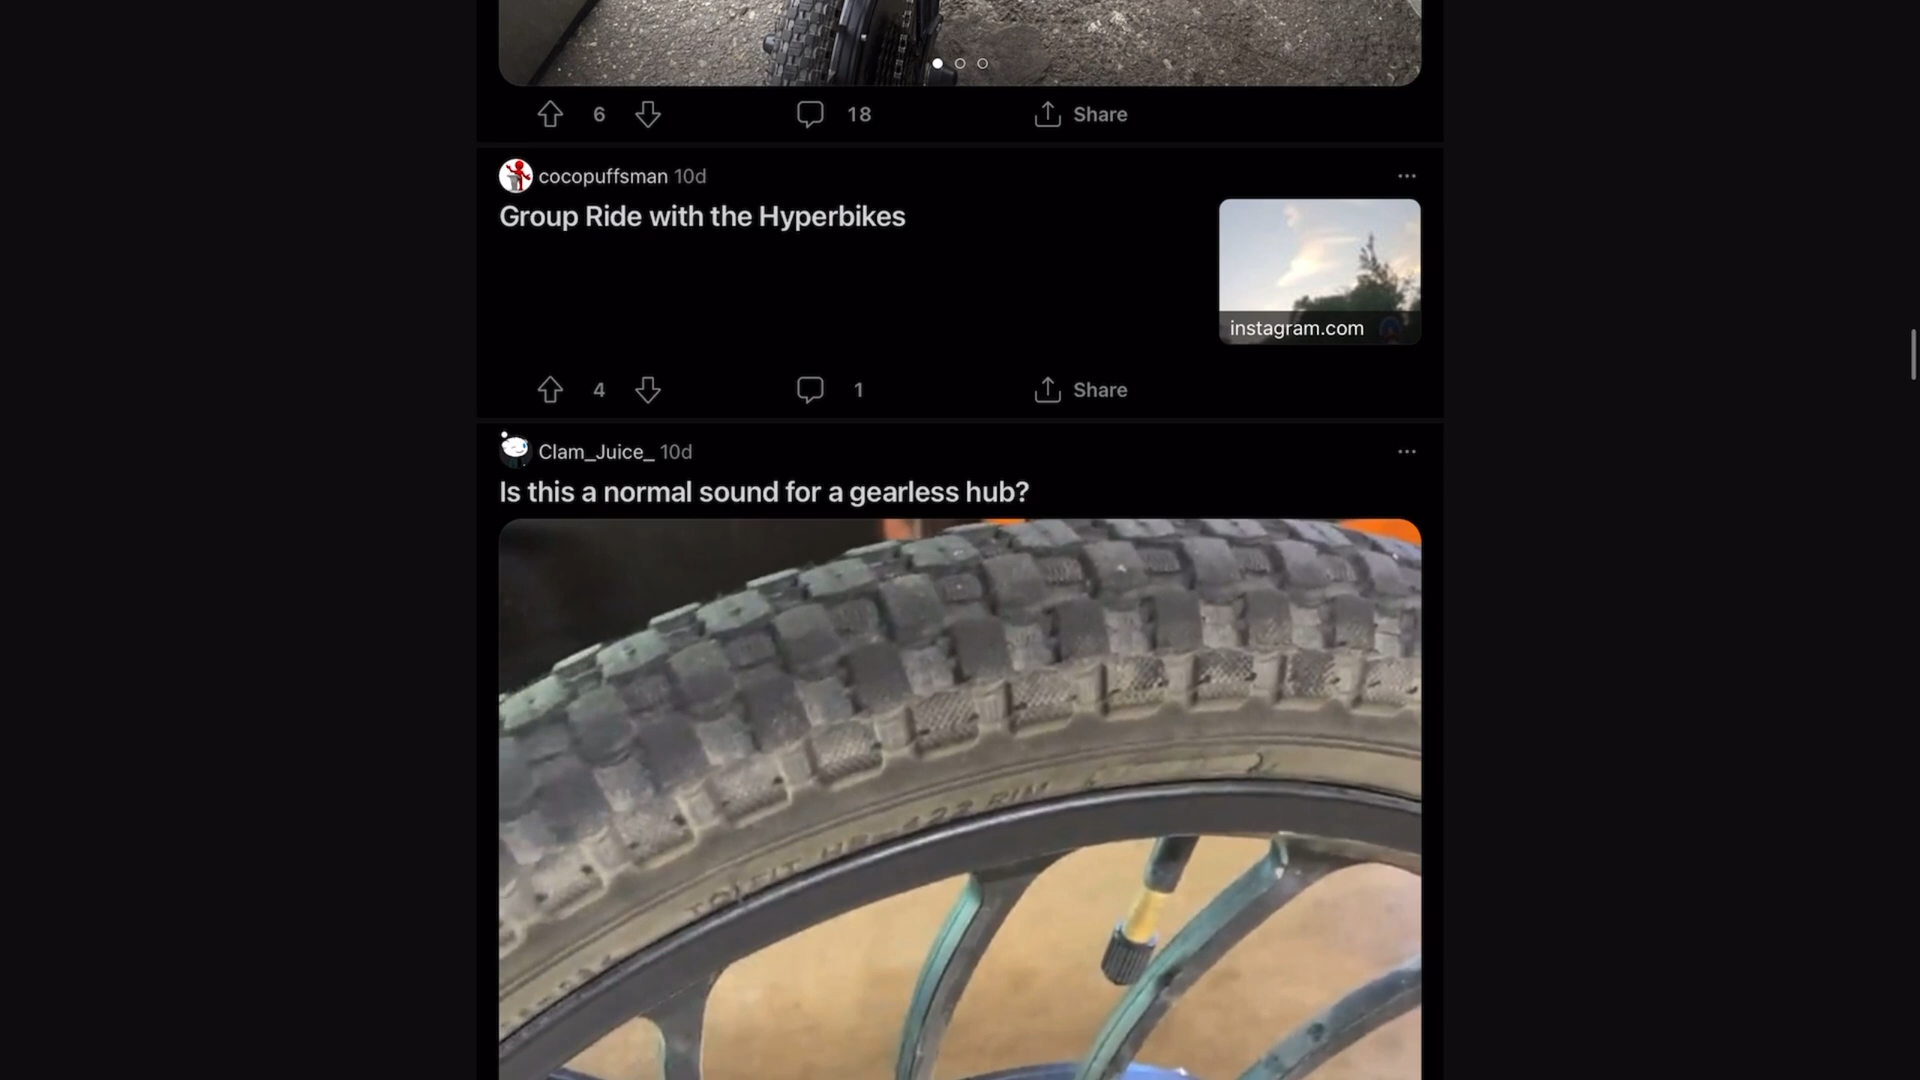 6
18
Share
cocopuffsman 10d
Group Ride with the Hyperbikes
instagram.com
4
1
Share
Clam_Juice_ 10d
Is this a normal sound for a gearless hub?
RIM